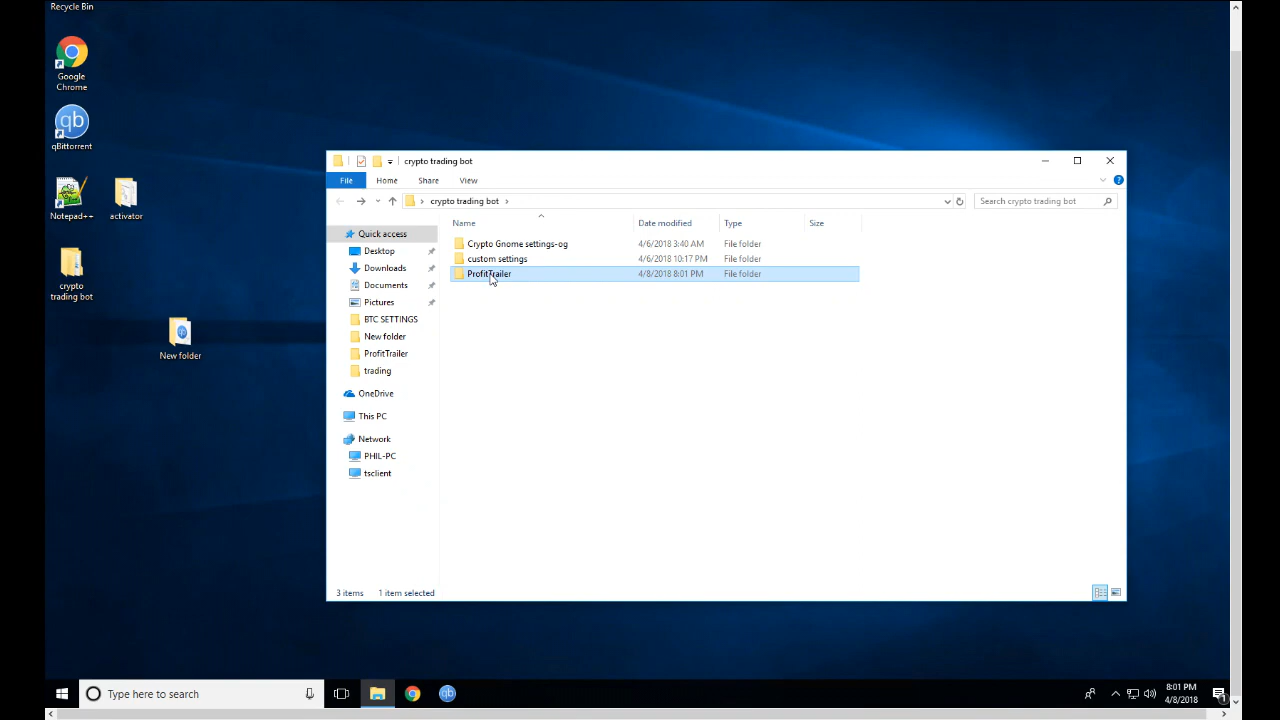 Recycle Bin
Google
Chrome
qb
qBittorrent
Notepad++
activator
crypto
trading bot
New folder
crypto trading bot
File Home Share View
crypto trading bot
Search crypto trading bot
Name Date modified Type Size
Quick access
Desktop
Downloads
Documents
Pictures
BTC SETTINGS
New folder
ProfitTrailer
trading
OneDrive
This PC
Network
PHIL-PC
tsclient
Crypto Gnome settings-og 4/6/2018 3:40 AM File folder
custom settings 4/6/2018 10:17 PM File folder
ProfitTrailer 4/8/2018 8:01 PM File folder
3 items 1 item selected
Type here to search
qb
8:01 PM
4/8/2018
1